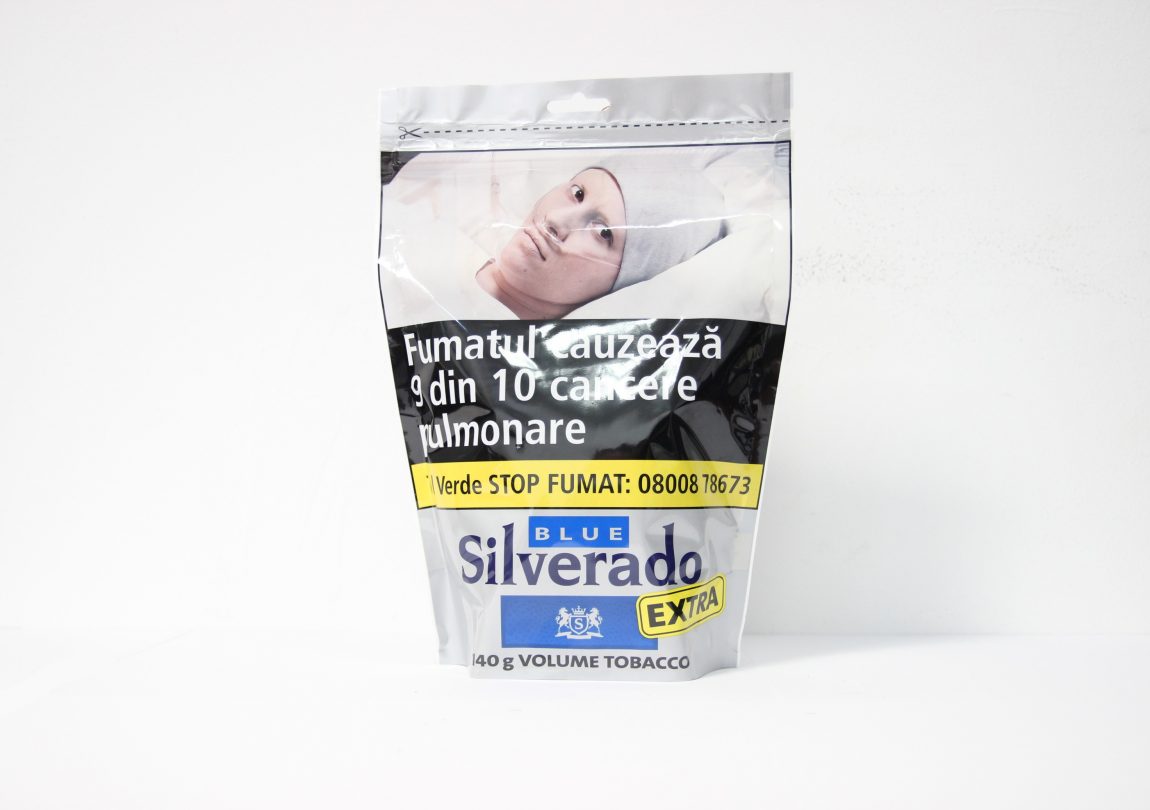 Fumatul cauzează
9 din 10 cancere
pulmonare
Verde STOP FUMAT: 08008 78673
BLUE
Silverado
EXTRA
S
140 g VOLUME TOBACCO